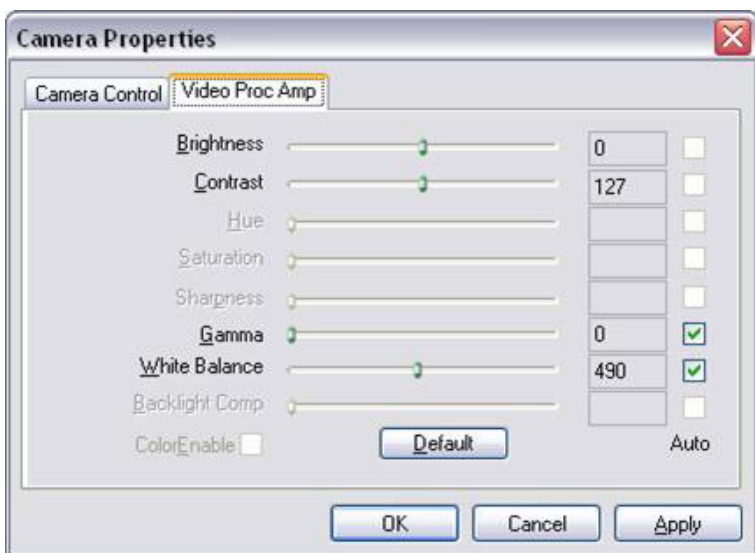 Camera Properties
Camera Control Video Proc Amp
Brightness 0
Contrast 127
Hue
Saturation
Sharpness
Gamma 0
White Balance 490
Backlight Comp
ColorEnable Default Auto
OK Cancel Apply